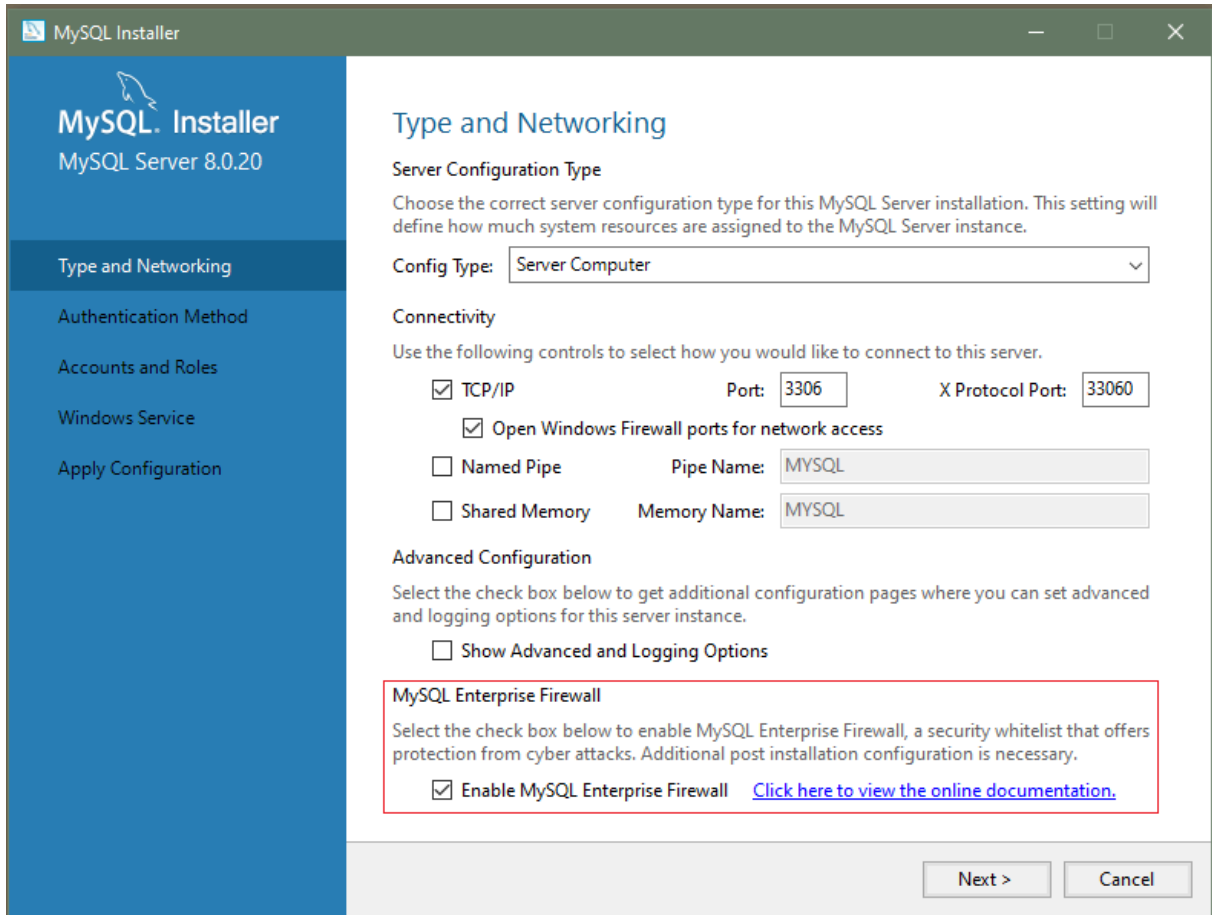 MySQL Installer
MySQL. Installer
MySQL Server 8.0.20
Type and Networking
Authentication Method
Accounts and Roles
Windows Service
Apply Configuration
Type and Networking
Server Configuration Type
Choose the correct server configuration type for this MySQL Server installation. This setting will
define how much system resources are assigned to the MySQL Server instance.
Config Type: Server Computer
Connectivity
Use the following controls to select how you would like to connect to this server.
TCP/IP Port: 3306 X Protocol Port: 33060
Open Windows Firewall ports for network access
Named Pipe Pipe Name: MYSQL
Shared Memory Memory Name: MYSQL
Advanced Configuration
Select the check box below to get additional configuration pages where you can set advanced
and logging options for this server instance.
Show Advanced and Logging Options
MySQL Enterprise Firewall
Select the check box below to enable MySQL Enterprise Firewall, a security whitelist that offers
protection from cyber attacks. Additional post installation configuration is necessary.
Enable MySQL Enterprise Firewall Click here to view the online documentation.
Next > Cancel